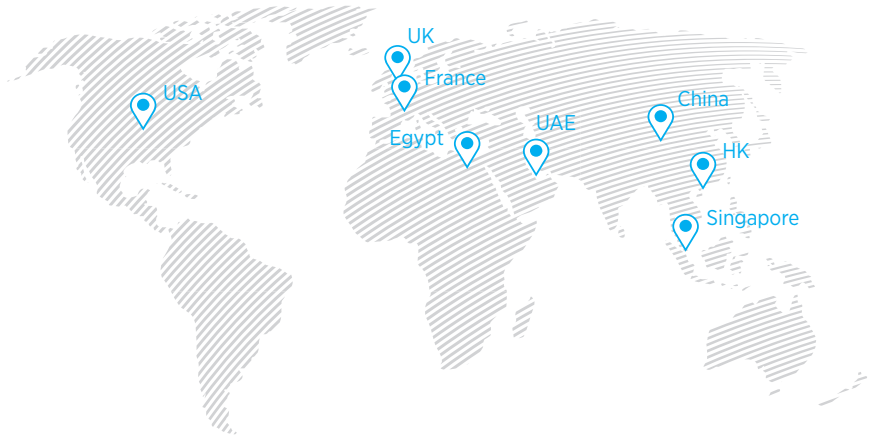 UK
France
USA
China
UAE
Egypt
HK
Singapore